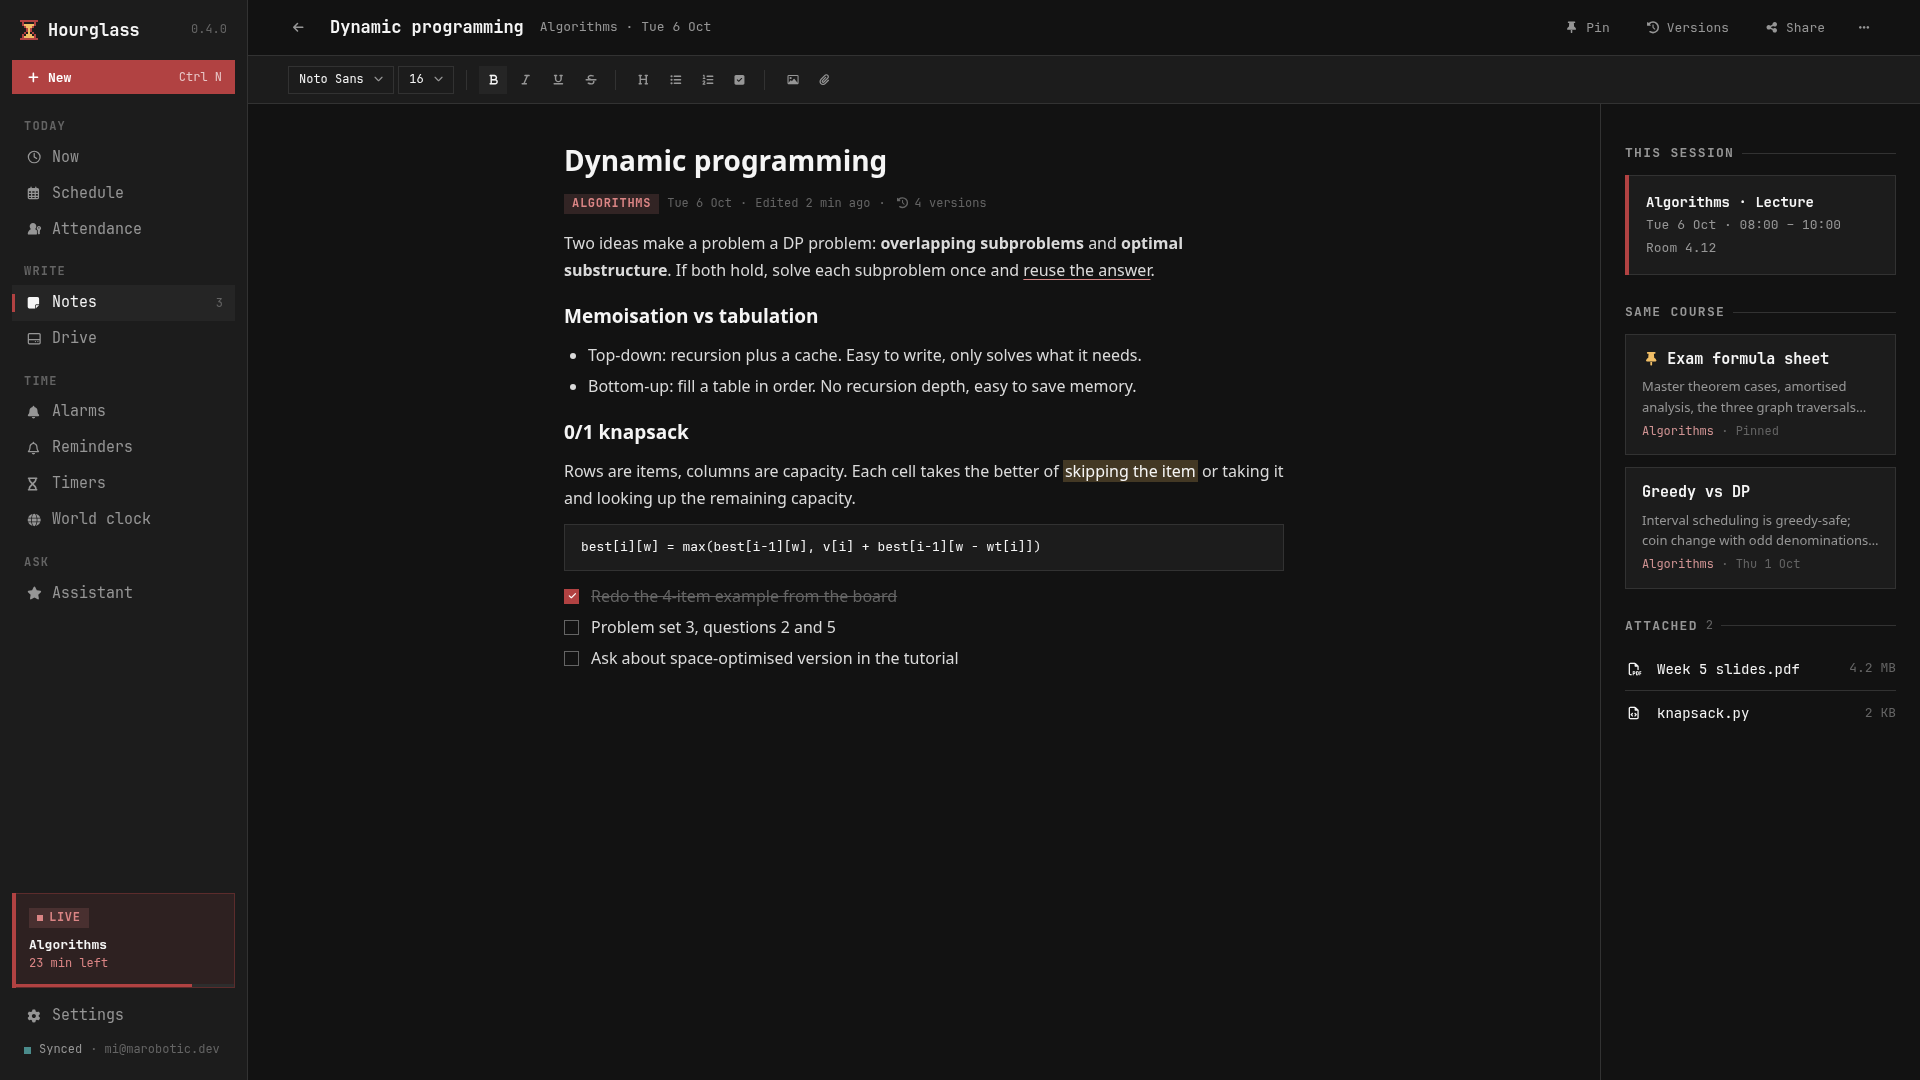 Hourglass 0.4.0
New Ctrl N
TODAY
Now
Schedule
Attendance
WRITE
Notes 3
Drive
TIME
Alarms
Reminders
Timers
World clock
ASK
Assistant
LIVE
Algorithms
23 min left
Settings
Synced · mi@marobotic.dev
Dynamic programming Algorithms · Tue 6 Oct
Pin Versions Share
Noto Sans 16 B I U S H
Dynamic programming
ALGORITHMS Tue 6 Oct · Edited 2 min ago · 4 versions
Two ideas make a problem a DP problem: overlapping subproblems and optimal
substructure. If both hold, solve each subproblem once and reuse the answer.
Memoisation vs tabulation
• Top-down: recursion plus a cache. Easy to write, only solves what it needs.
• Bottom-up: fill a table in order. No recursion depth, easy to save memory.
0/1 knapsack
Rows are items, columns are capacity. Each cell takes the better of skipping the item or taking it
and looking up the remaining capacity.
best[i][w] = max(best[i-1][w], v[i] + best[i-1][w - wt[i]])
Redo the 4-item example from the board
Problem set 3, questions 2 and 5
Ask about space-optimised version in the tutorial
THIS SESSION
Algorithms · Lecture
Tue 6 Oct · 08:00 – 10:00
Room 4.12
SAME COURSE
Exam formula sheet
Master theorem cases, amortised
analysis, the three graph traversals…
Algorithms · Pinned
Greedy vs DP
Interval scheduling is greedy-safe;
coin change with odd denominations…
Algorithms · Thu 1 Oct
ATTACHED 2
Week 5 slides.pdf 4.2 MB
knapsack.py 2 KB